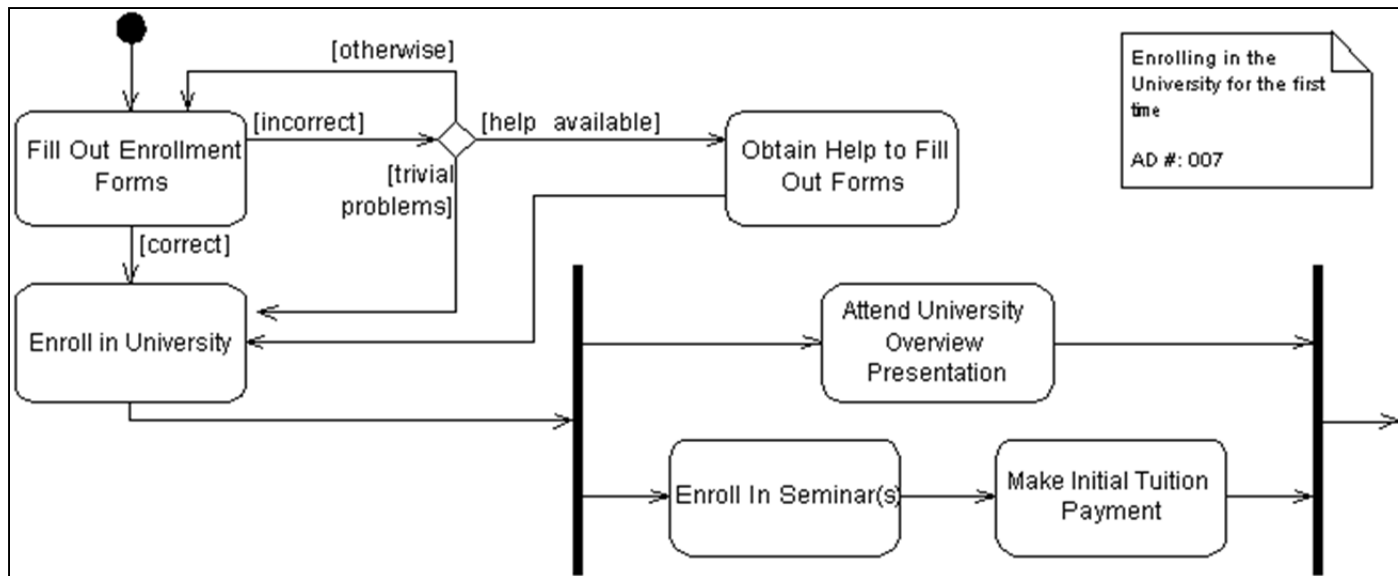 [otherwise]
Enrolling in the
University for the first
time
AD #: 007
Fill Out Enrollment
Forms
[incorrect]
[help available]
Obtain Help to Fill
Out Forms
[trivial
problems]
[correct]
Enroll in University
Attend University
Overview
Presentation
Enroll In Seminar(s)
Make Initial Tuition
Payment